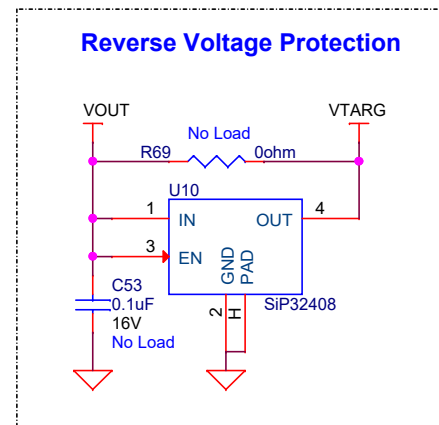 Reverse Voltage Protection
VOUT
VTARG
No Load
R69
0ohm
U10
1
IN
OUT
4
3
EN
GND
PAD
C53
0.1uF
16V
No Load
2
H
SiP32408